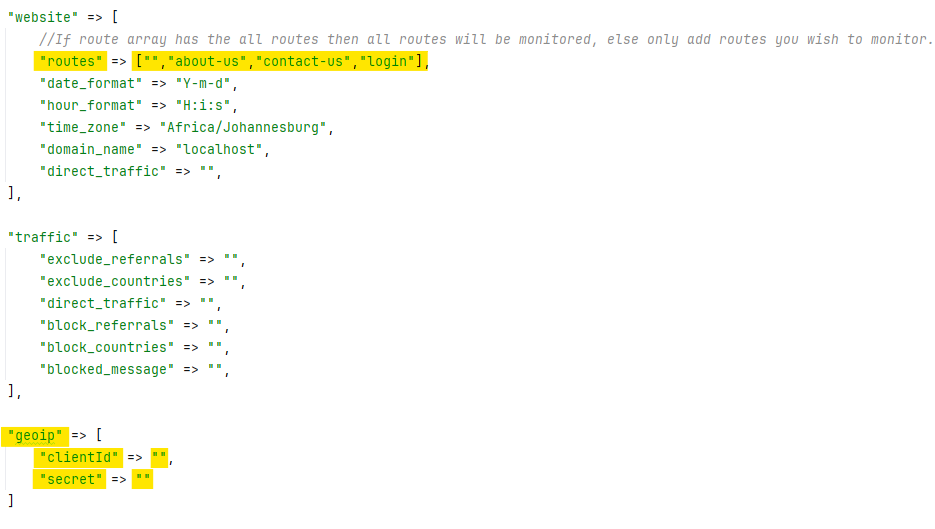 "website" => [
    //If route array has the all routes then all routes will be monitored, else only add routes you wish to monitor.
    "routes" => ["","about-us","contact-us","login"],
    "date_format" => "Y-m-d",
    "hour_format" => "H:i:s",
    "time_zone" => "Africa/Johannesburg",
    "domain_name" => "localhost",
    "direct_traffic" => "",
],
"traffic" => [
    "exclude_referrals" => "",
    "exclude_countries" => "",
    "direct_traffic" => "",
    "block_referrals" => "",
    "block_countries" => "",
    "blocked_message" => "",
],
"geoip" => [
    "clientId" => "",
    "secret" => ""
]